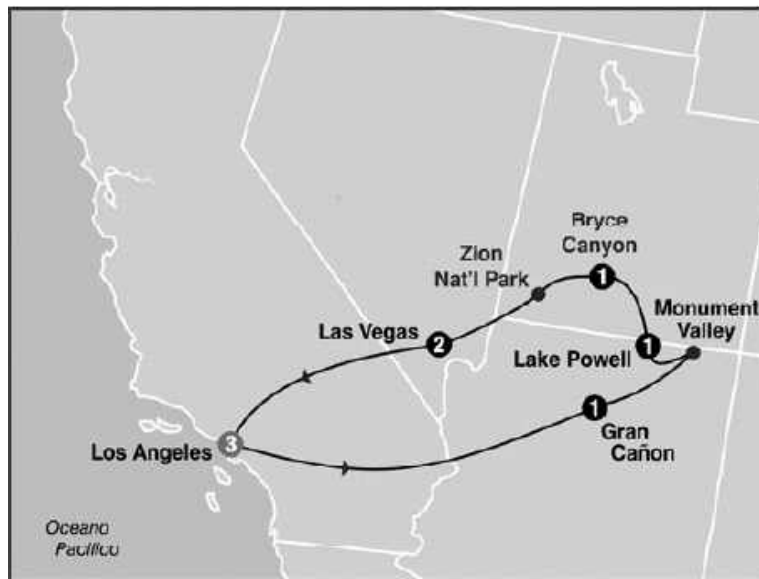 Bryce
Canyon
1
Zion
Nat'l Park
Monument
Valley
Las Vegas
2
Lake Powell
1
1
Gran
Cañon
Los Angeles
3
Oceano
Pacifico